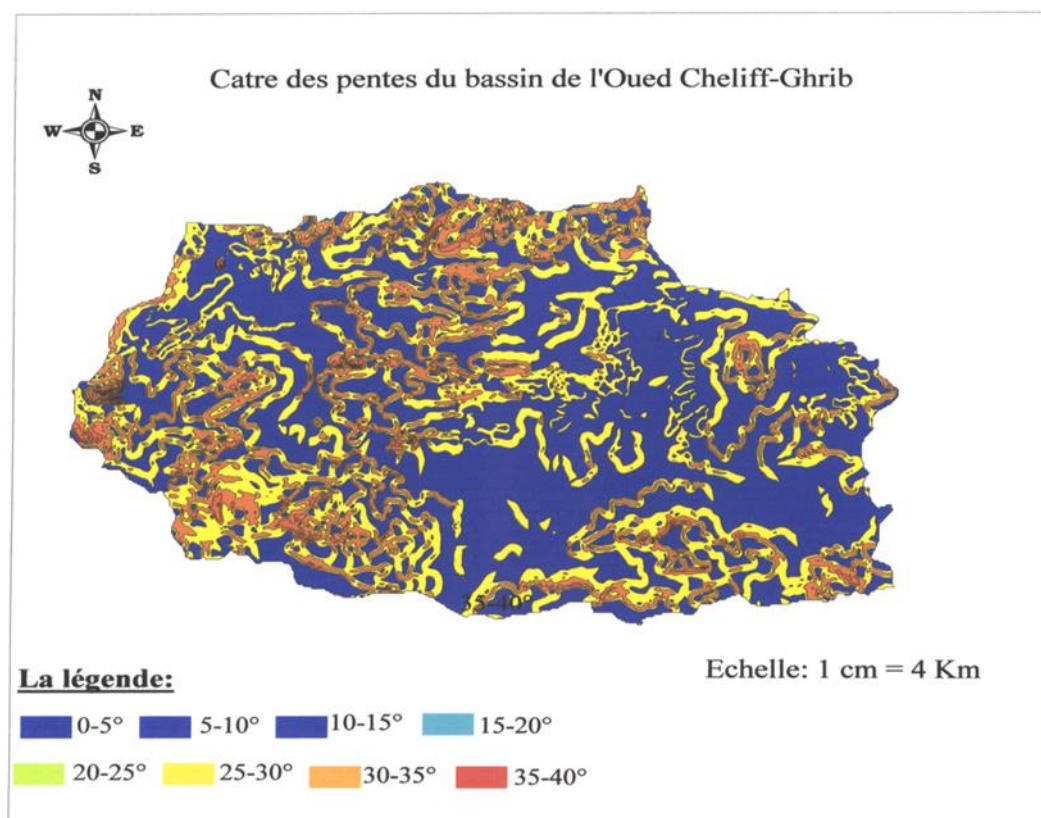 Catre des pentes du bassin de l'Oued Cheliff-Ghrib
N
W E
S
35-40°
Echelle: 1 cm = 4 Km
La légende:
0-5° 5-10° 10-15° 15-20°
20-25° 25-30° 30-35° 35-40°